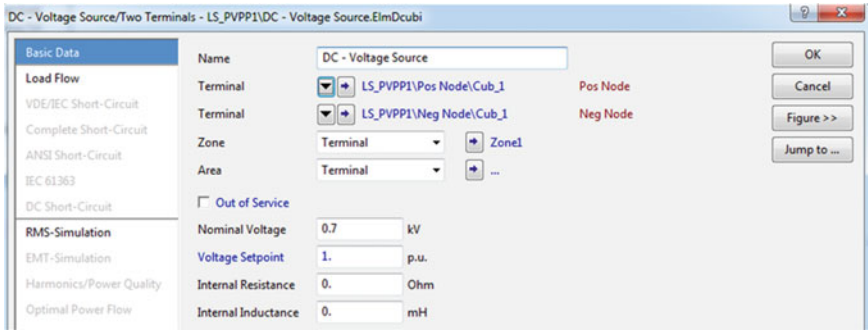 DC - Voltage Source/Two Terminals - LS_PVPP1\DC - Voltage Source.ElmDcubi
? x
Basic Data
Load Flow
VDE/IEC Short-Circuit
Complete Short-Circuit
ANSI Short-Circuit
IEC 61363
DC Short-Circuit
RMS-Simulation
EMT-Simulation
Harmonics/Power Quality
Optimal Power Flow
Name DC - Voltage Source
Terminal LS_PVPP1\Pos Node\Cub_1 Pos Node
Terminal LS_PVPP1\Neg Node\Cub_1 Neg Node
Zone Terminal Zone1
Area Terminal ...
Out of Service
Nominal Voltage 0.7 kV
Voltage Setpoint 1. p.u.
Internal Resistance 0. Ohm
Internal Inductance 0. mH
OK
Cancel
Figure >>
Jump to ...